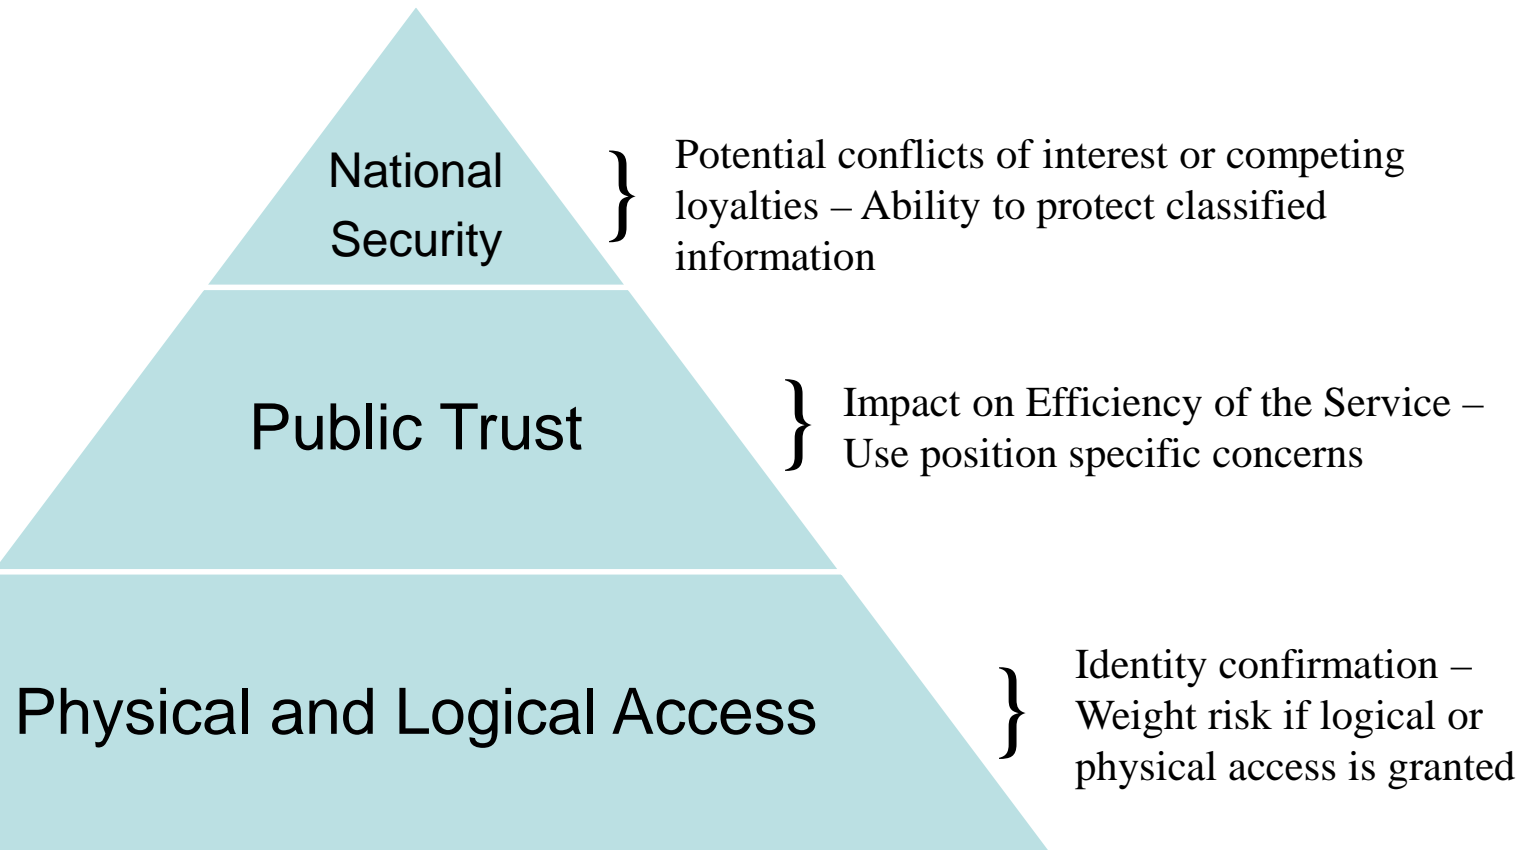 National
Security
} Potential conflicts of interest or competing
loyalties – Ability to protect classified
information
Public Trust
} Impact on Efficiency of the Service –
Use position specific concerns
Physical and Logical Access
} Identity confirmation –
Weight risk if logical or
physical access is granted